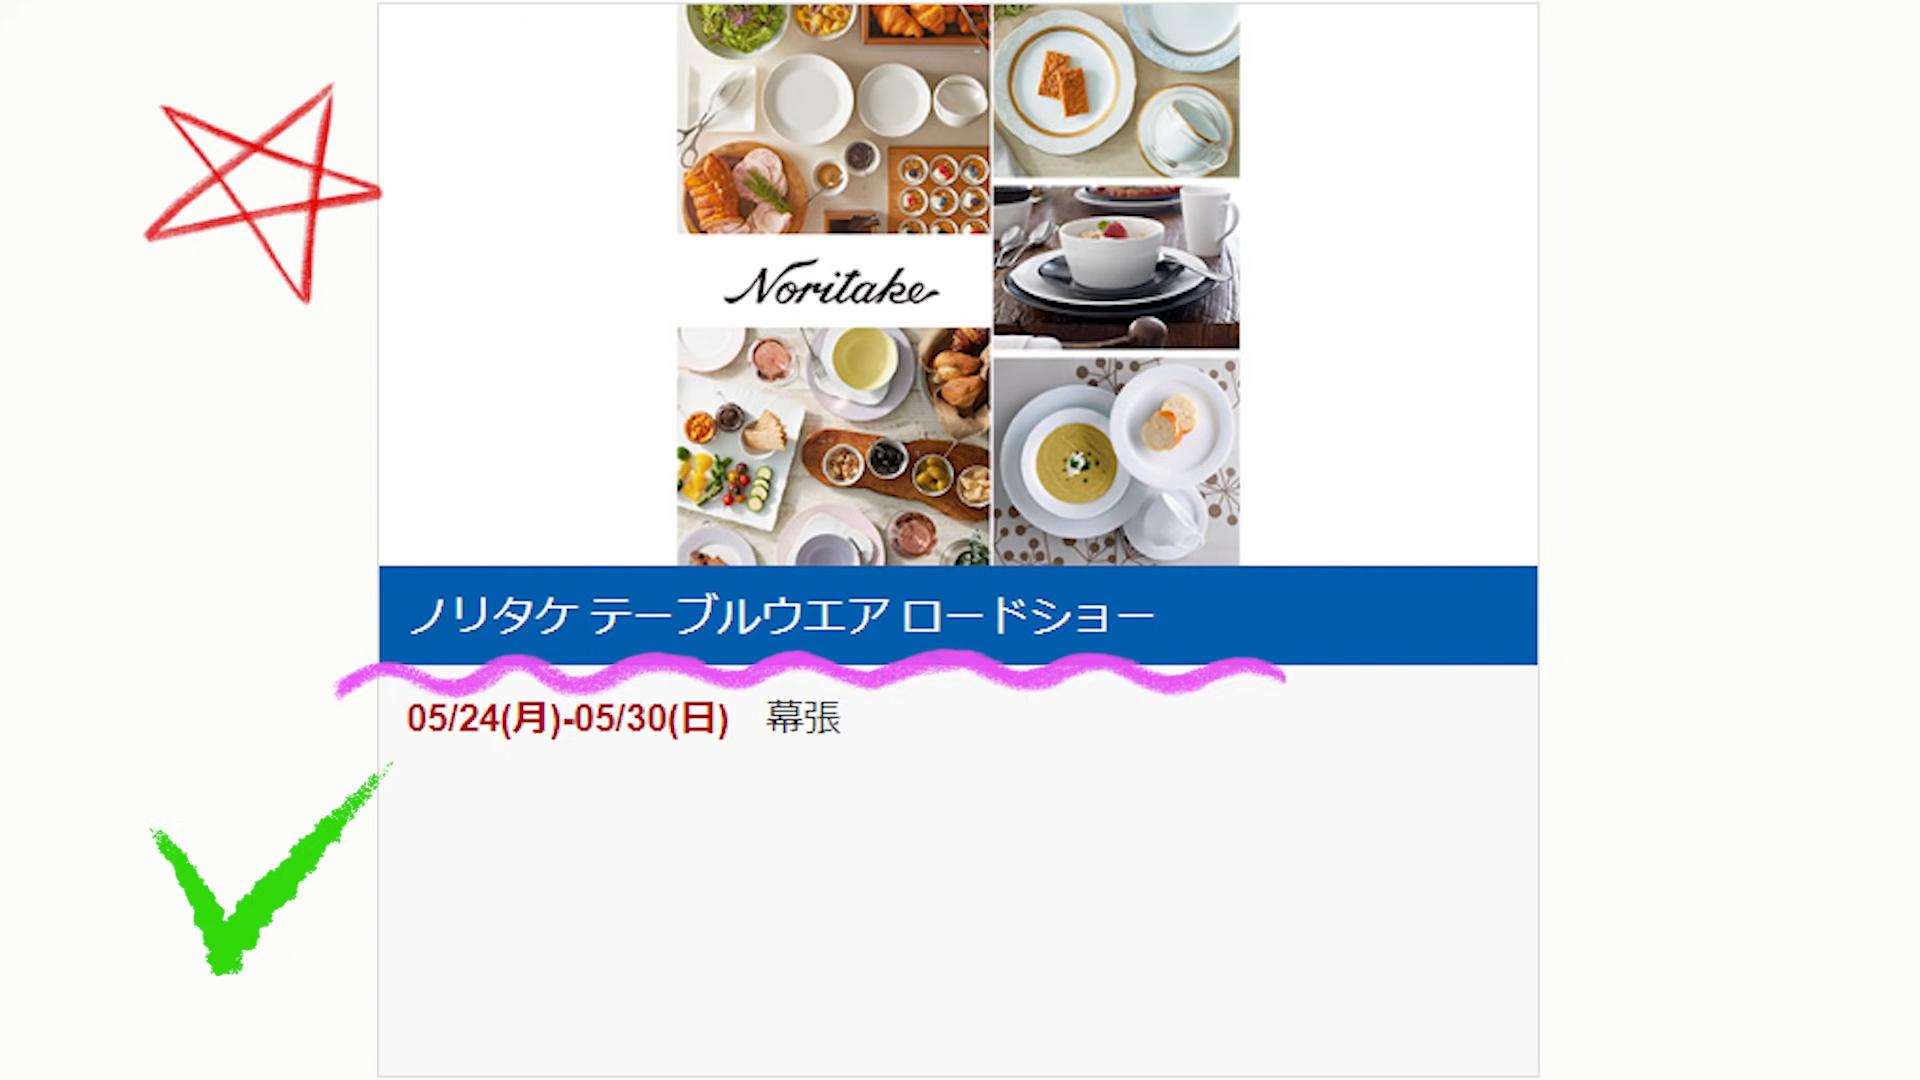 Noritake
ノリタケ テーブルウエア ロードショー
05/24(月)-05/30(日) 幕張